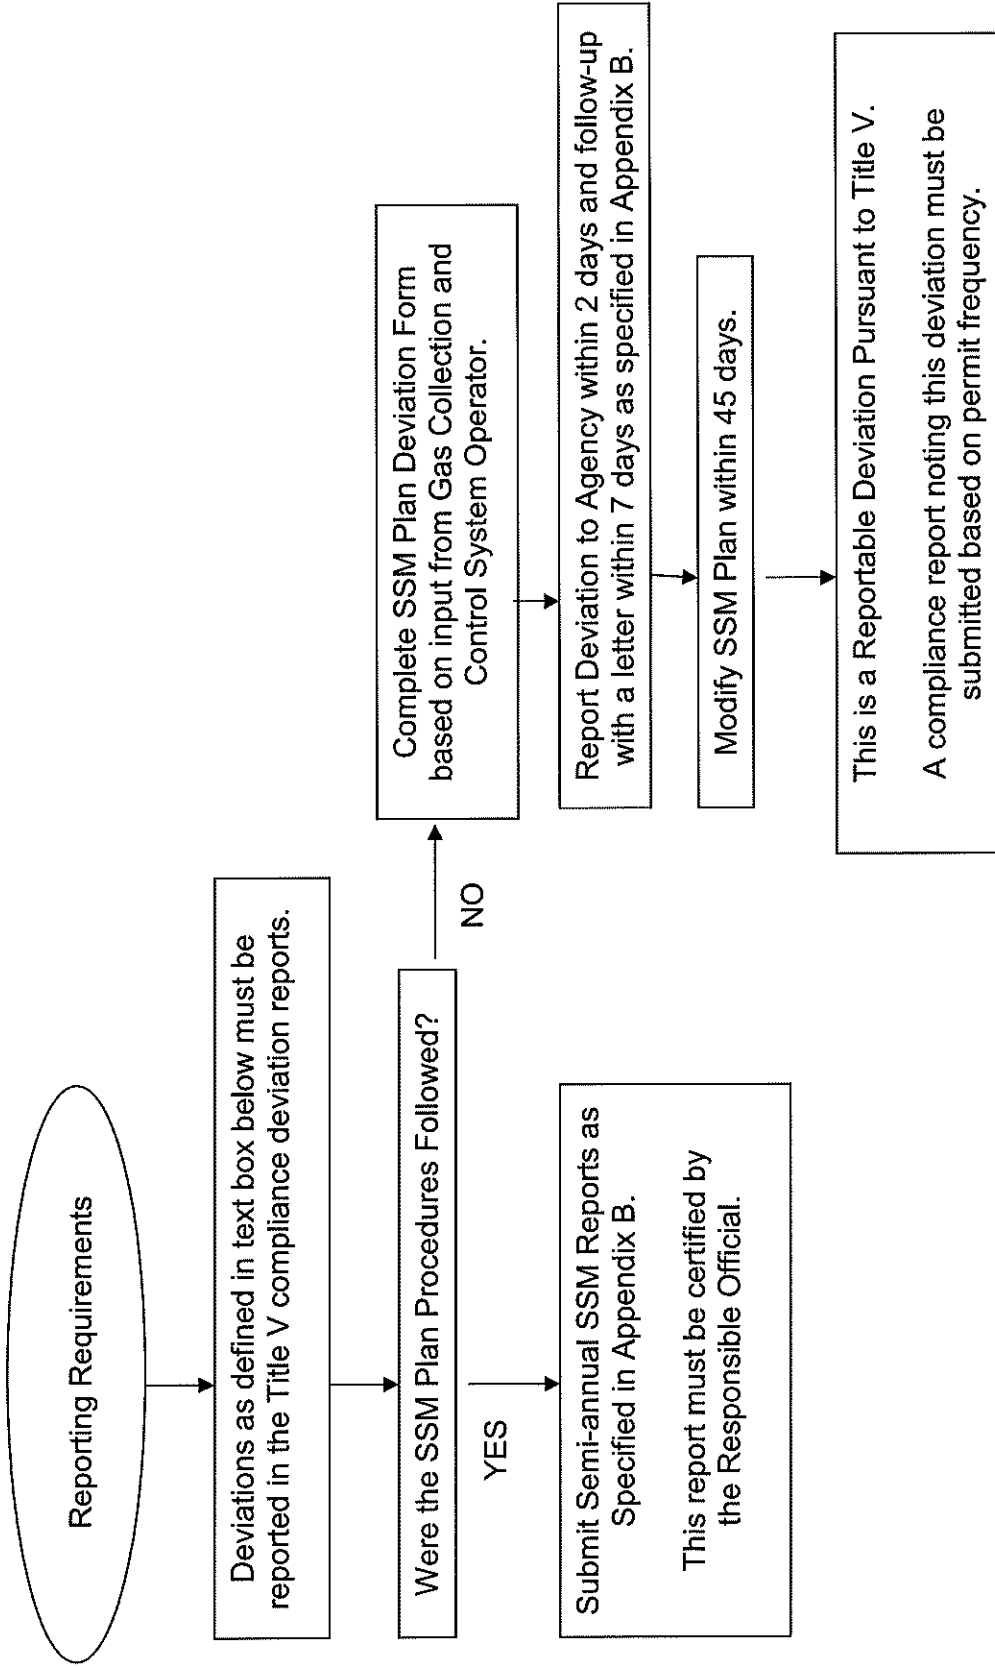 Reporting Requirements
Deviations as defined in text box below must be
reported in the Title V compliance deviation reports.
Were the SSM Plan Procedures Followed?
YES
NO
Submit Semi-annual SSM Reports as
Specified in Appendix B.
This report must be certified by
the Responsible Official.
Complete SSM Plan Deviation Form
based on input from Gas Collection and
Control System Operator.
Report Deviation to Agency within 2 days and follow-up
with a letter within 7 days as specified in Appendix B.
Modify SSM Plan within 45 days.
This is a Reportable Deviation Pursuant to Title V.
A compliance report noting this deviation must be
submitted based on permit frequency.